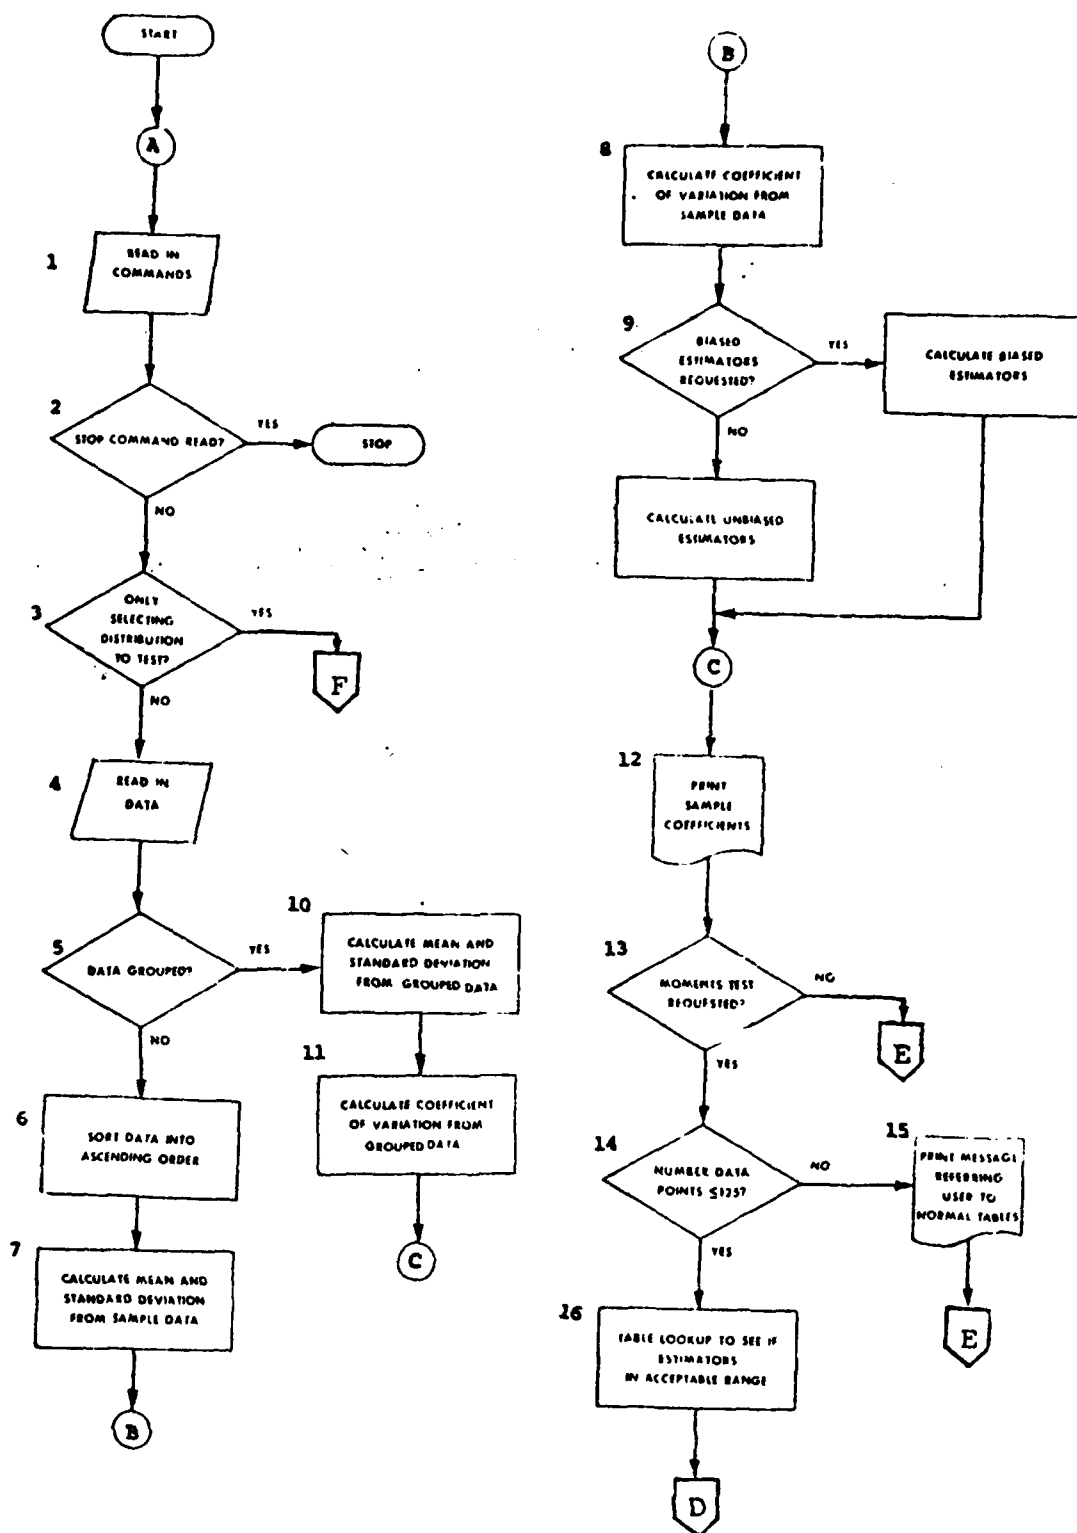 START
A
1
READ IN
COMMANDS
2
STOP COMMAND READ?
YES
STOP
NO
3
ONLY
SELECTING
DISTRIBUTION
TO TEST?
YES
F
NO
4
READ IN
DATA
5
DATA GROUPED?
YES
10
CALCULATE MEAN AND
STANDARD DEVIATION
FROM GROUPED DATA
11
CALCULATE COEFFICIENT
OF VARIATION FROM
GROUPED DATA
C
NO
6
SORT DATA INTO
ASCENDING ORDER
7
CALCULATE MEAN AND
STANDARD DEVIATION
FROM SAMPLE DATA
B
B
8
CALCULATE COEFFICIENT
OF VARIATION FROM
SAMPLE DATA
9
BIASED
ESTIMATORS
REQUESTED?
YES
CALCULATE BIASED
ESTIMATORS
NO
CALCULATE UNBIASED
ESTIMATORS
C
12
PRINT
SAMPLE
COEFFICIENTS
13
MOMENTS TEST
REQUESTED?
NO
E
YES
14
NUMBER DATA
POINTS ≤125?
NO
15
PRINT MESSAGE
REFERRING
USER TO
NORMAL TABLES
E
YES
16
TABLE LOOKUP TO SEE IF
ESTIMATORS
IN ACCEPTABLE RANGE
D